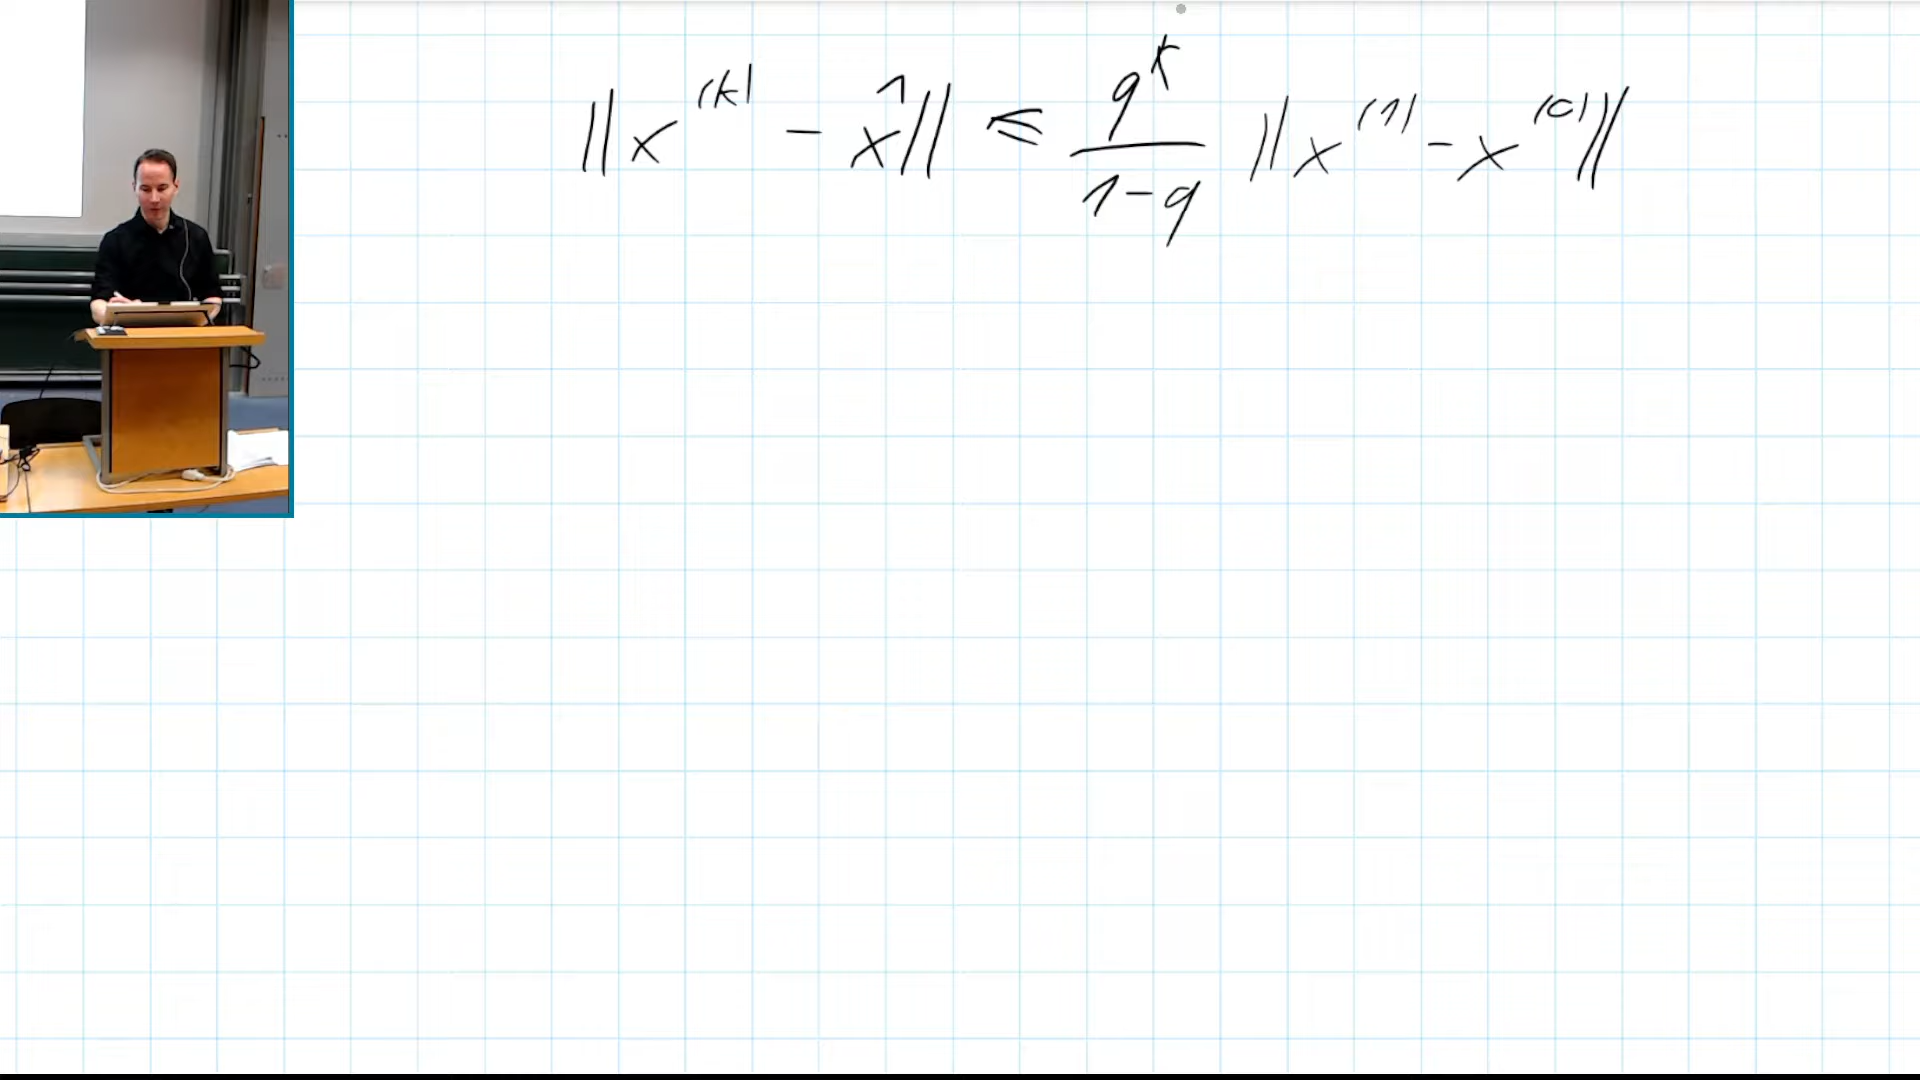 ‖x^(k) − x̂‖ ≤ q^k / (1−q) ‖x^(1) − x^(0)‖